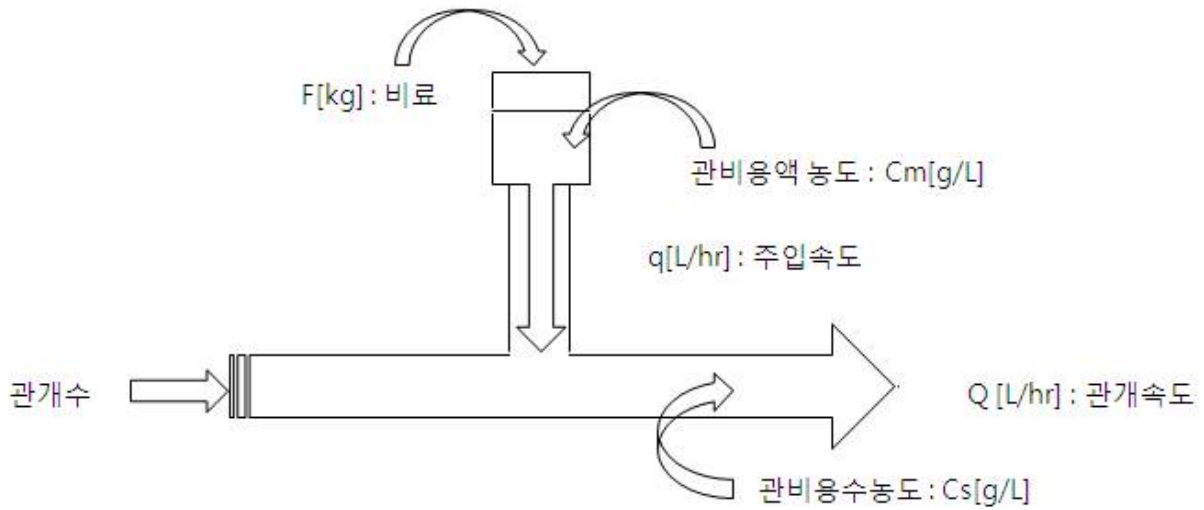 F[kg] : 비료
관비용액 농도 : Cm[g/L]
q[L/hr] : 주입속도
관개수
Q [L/hr] : 관개속도
관비용수농도 : Cs[g/L]